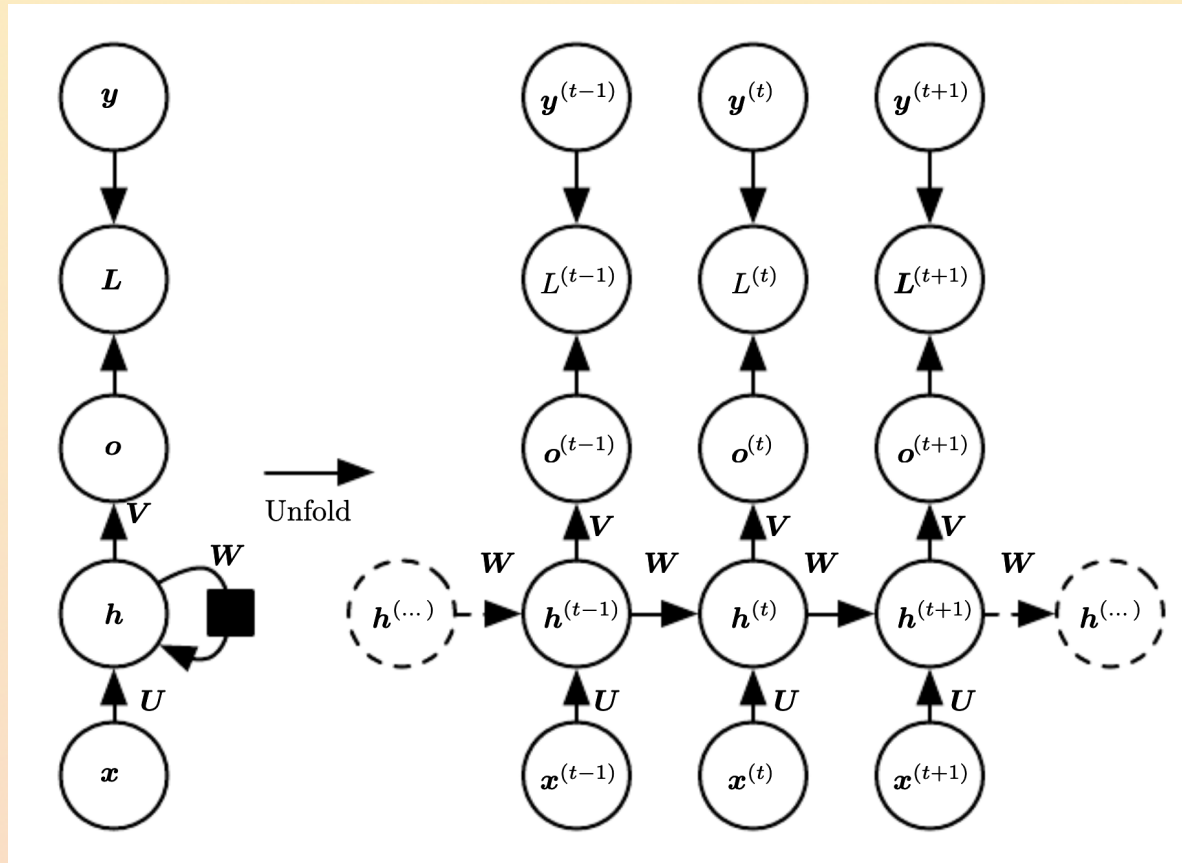 y y^(t−1) y^(t) y^(t+1)
L L^(t−1) L^(t) L^(t+1)
o o^(t−1) o^(t) o^(t+1)
Unfold
V V V V
W W W W W
h h^(...) h^(t−1) h^(t) h^(t+1) h^(...)
U U U U
x x^(t−1) x^(t) x^(t+1)